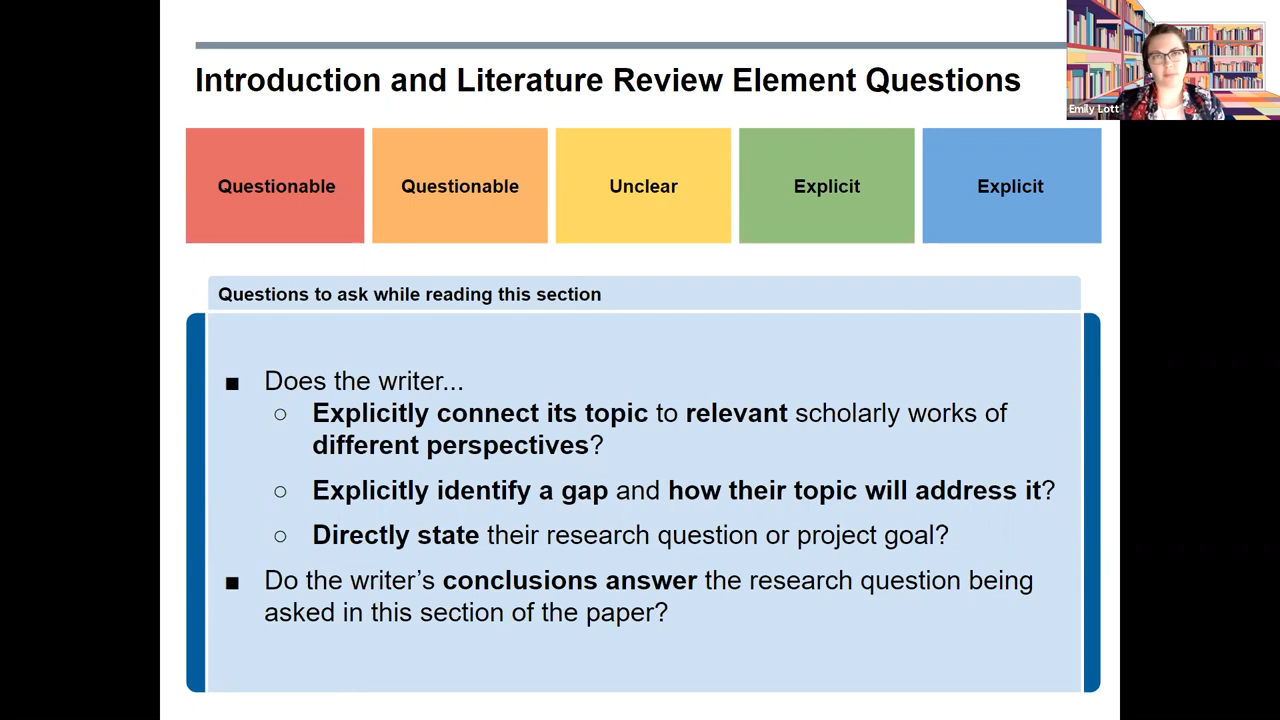 Introduction and Literature Review Element Questions
Emily Lott
Questionable
Questionable
Unclear
Explicit
Explicit
Questions to ask while reading this section
■ Does the writer...
○ Explicitly connect its topic to relevant scholarly works of
different perspectives?
○ Explicitly identify a gap and how their topic will address it?
○ Directly state their research question or project goal?
■ Do the writer’s conclusions answer the research question being
asked in this section of the paper?